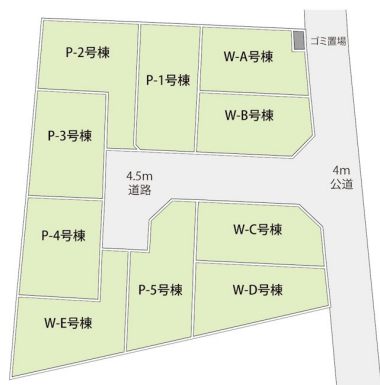 P-2号棟
P-1号棟
W-A号棟
ゴミ置場
W-B号棟
P-3号棟
4.5m
道路
4m
公道
P-4号棟
W-C号棟
P-5号棟
W-D号棟
W-E号棟